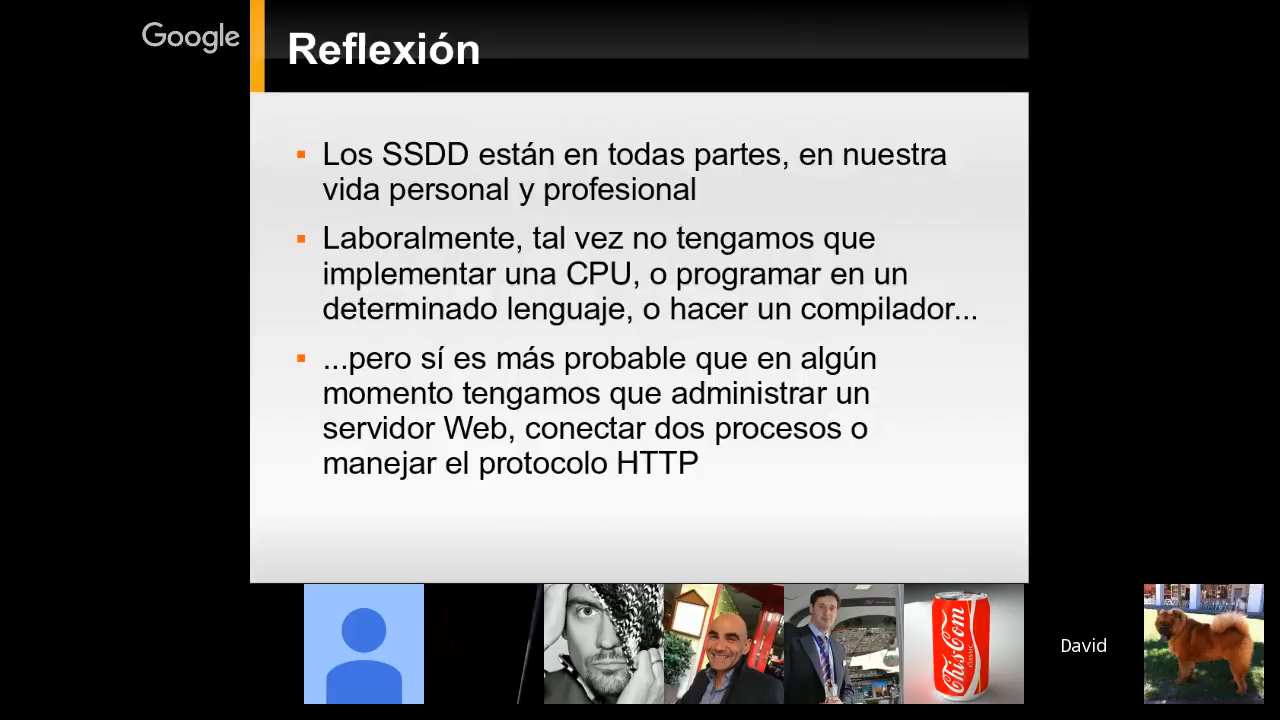 Google
Reflexión
Los SSDD están en todas partes, en nuestra
vida personal y profesional
Laboralmente, tal vez no tengamos que
implementar una CPU, o programar en un
determinado lenguaje, o hacer un compilador...
...pero sí es más probable que en algún
momento tengamos que administrar un
servidor Web, conectar dos procesos o
manejar el protocolo HTTP
ChisCom
classic
David